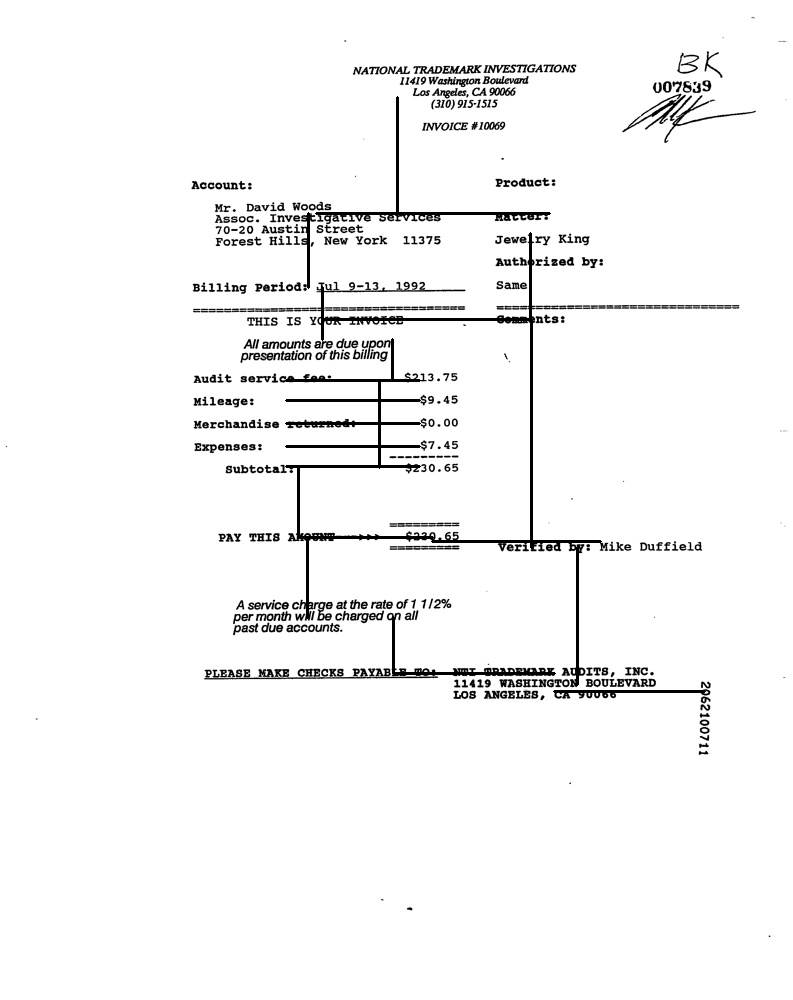 BK
NATIONAL TRADEMARK INVESTIGATIONS
11419 Washington Boulevard
Los Angeles, CA 90066
(310) 915-1515
007839
INVOICE #10069
Account:
Product:
Mr. David Woods
Assoc. Investigative Services
70-20 Austin Street
Forest Hills, New York 11375
Matter:
Jewelry King
Authorized by:
Billing Period: Jul 9-13, 1992
Same
THIS IS YOUR INVOICE
Comments:
All amounts are due upon
presentation of this billing
Audit service fee: $213.75
Mileage: $9.45
Merchandise returned: $0.00
Expenses: $7.45
---------
Subtotal: $230.65
=========
PAY THIS AMOUNT $230.65
=========
Verified by: Mike Duffield
A service charge at the rate of 1 1/2%
per month will be charged on all
past due accounts.
PLEASE MAKE CHECKS PAYABLE TO: NTI TRADEMARK AUDITS, INC.
11419 WASHINGTON BOULEVARD
LOS ANGELES, CA 90066
2062100711